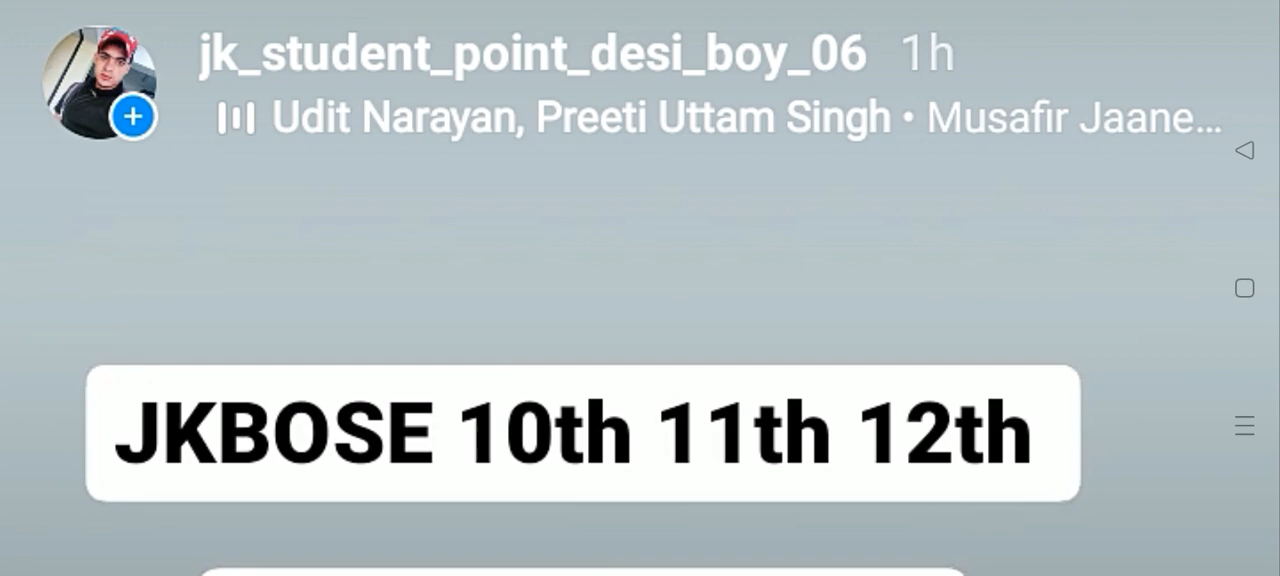 jk_student_point_desi_boy_06 1h
Udit Narayan, Preeti Uttam Singh • Musafir Jaane...
JKBOSE 10th 11th 12th